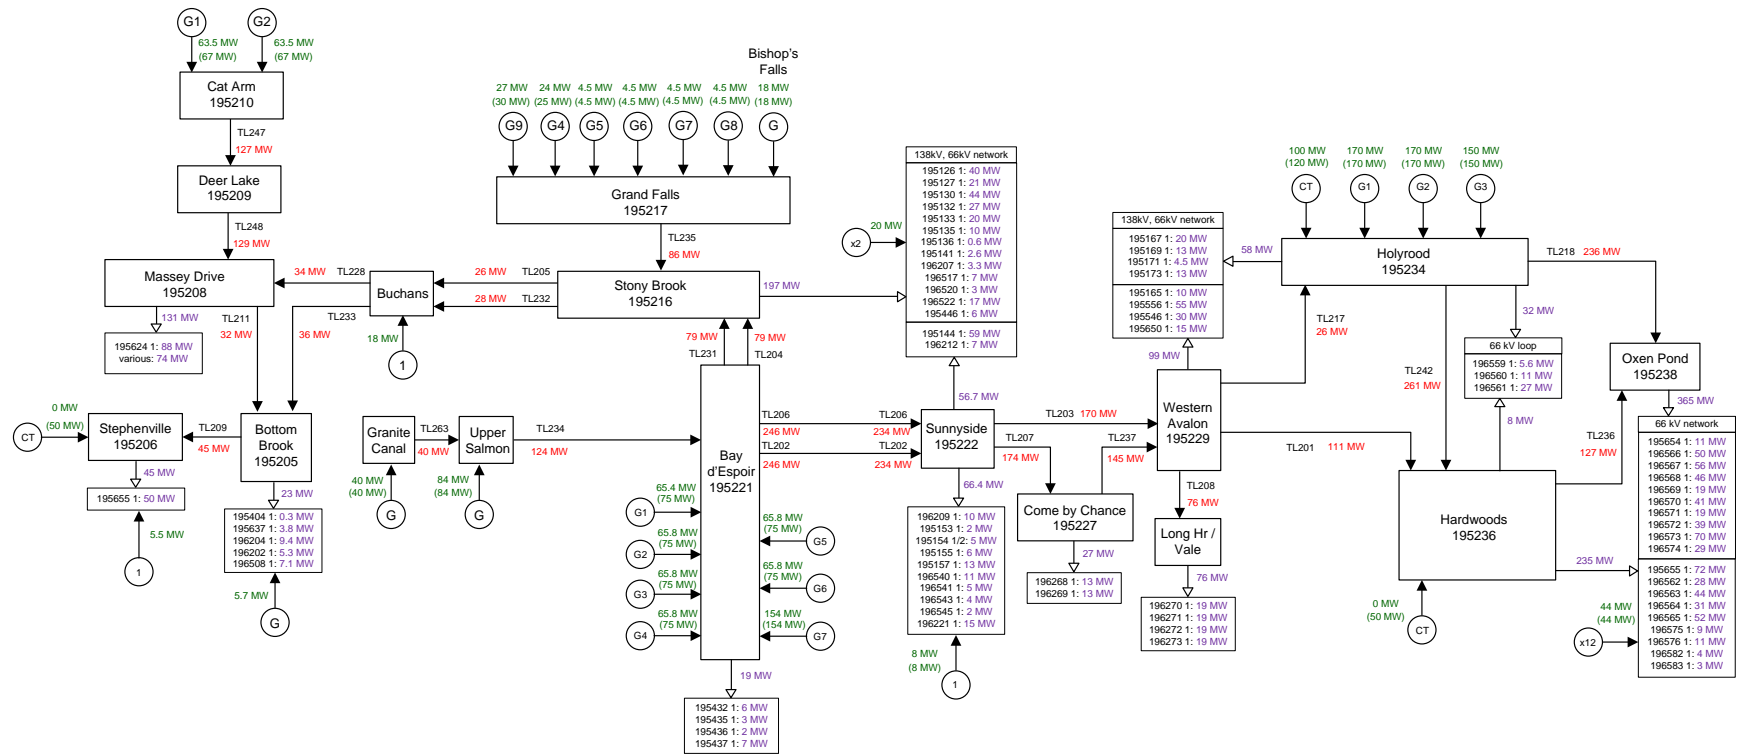 G1
G2
63.5 MW
(67 MW)
63.5 MW
(67 MW)
Cat Arm
195210
TL247
127 MW
Deer Lake
195209
TL248
129 MW
Massey Drive
195208
34 MW
TL228
131 MW
TL211
32 MW
195624 1: 88 MW
various: 74 MW
TL233
36 MW
Buchans
18 MW
1
26 MW
TL205
28 MW
TL232
0 MW
(50 MW)
CT
Stephenville
195206
TL209
45 MW
45 MW
195655 1: 50 MW
5.5 MW
1
Bottom
Brook
195205
23 MW
195404 1: 0.3 MW
195637 1: 3.8 MW
196204 1: 9.4 MW
196202 1: 5.3 MW
196508 1: 7.1 MW
5.7 MW
G
Bishop's
Falls
27 MW
(30 MW)
24 MW
(25 MW)
4.5 MW
(4.5 MW)
4.5 MW
(4.5 MW)
4.5 MW
(4.5 MW)
4.5 MW
(4.5 MW)
18 MW
(18 MW)
G9
G4
G5
G6
G7
G8
G
Grand Falls
195217
TL235
86 MW
Stony Brook
195216
197 MW
79 MW
TL231
79 MW
TL204
Granite
Canal
TL263
40 MW
40 MW
(40 MW)
G
Upper
Salmon
TL234
124 MW
84 MW
(84 MW)
G
Bay
d'Espoir
195221
65.4 MW
(75 MW)
G1
65.8 MW
(75 MW)
G2
65.8 MW
(75 MW)
G3
65.8 MW
(75 MW)
G4
65.8 MW
(75 MW)
G5
65.8 MW
(75 MW)
G6
154 MW
(154 MW)
G7
19 MW
195432 1: 6 MW
195435 1: 3 MW
195436 1: 2 MW
195437 1: 7 MW
TL206
246 MW
TL206
234 MW
TL202
246 MW
TL202
234 MW
20 MW
x2
138kV, 66kV network
195126 1: 40 MW
195127 1: 21 MW
195130 1: 44 MW
195132 1: 27 MW
195133 1: 20 MW
195135 1: 10 MW
195136 1: 0.6 MW
195141 1: 2.6 MW
196207 1: 3.3 MW
196517 1: 7 MW
196520 1: 3 MW
196522 1: 17 MW
195446 1: 6 MW
195144 1: 59 MW
196212 1: 7 MW
56.7 MW
Sunnyside
195222
66.4 MW
196209 1: 10 MW
195153 1: 2 MW
195154 1/2: 5 MW
195155 1: 6 MW
195157 1: 13 MW
196540 1: 11 MW
196541 1: 5 MW
196543 1: 4 MW
196545 1: 2 MW
196221 1: 15 MW
8 MW
(8 MW)
1
TL203
170 MW
TL207
174 MW
TL237
145 MW
Come by Chance
195227
27 MW
196268 1: 13 MW
196269 1: 13 MW
138kV, 66kV network
195167 1: 20 MW
195169 1: 13 MW
195171 1: 4.5 MW
195173 1: 13 MW
195165 1: 10 MW
195556 1: 55 MW
195546 1: 30 MW
195650 1: 15 MW
99 MW
58 MW
Western
Avalon
195229
TL208
76 MW
Long Hr /
Vale
76 MW
196270 1: 19 MW
196271 1: 19 MW
196272 1: 19 MW
196273 1: 19 MW
100 MW
(120 MW)
170 MW
(170 MW)
170 MW
(170 MW)
150 MW
(150 MW)
CT
G1
G2
G3
Holyrood
195234
TL218
236 MW
TL217
26 MW
32 MW
66 kV loop
196559 1: 5.6 MW
196560 1: 11 MW
196561 1: 27 MW
8 MW
TL242
261 MW
TL201
111 MW
Oxen Pond
195238
365 MW
TL236
127 MW
Hardwoods
195236
235 MW
0 MW
(50 MW)
CT
66 kV network
195654 1: 11 MW
196566 1: 50 MW
196567 1: 56 MW
196568 1: 46 MW
196569 1: 19 MW
196570 1: 41 MW
196571 1: 19 MW
196572 1: 39 MW
196573 1: 70 MW
196574 1: 29 MW
195655 1: 72 MW
196562 1: 28 MW
196563 1: 44 MW
196564 1: 31 MW
196565 1: 52 MW
196575 1: 9 MW
196576 1: 11 MW
196582 1: 4 MW
196583 1: 3 MW
44 MW
(44 MW)
x12